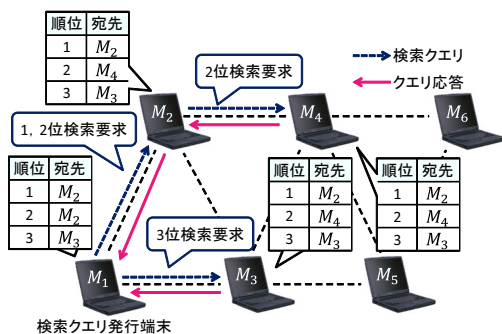 順位 宛先
1 M₂
2 M₄
3 M₃
検索クエリ
クエリ応答
2位検索要求
M₂
M₄
M₆
1, 2位検索要求
順位 宛先
1 M₂
2 M₂
3 M₃
順位 宛先
1 M₂
2 M₄
3 M₃
順位 宛先
1 M₂
2 M₄
3 M₃
3位検索要求
M₁
M₃
M₅
検索クエリ発行端末